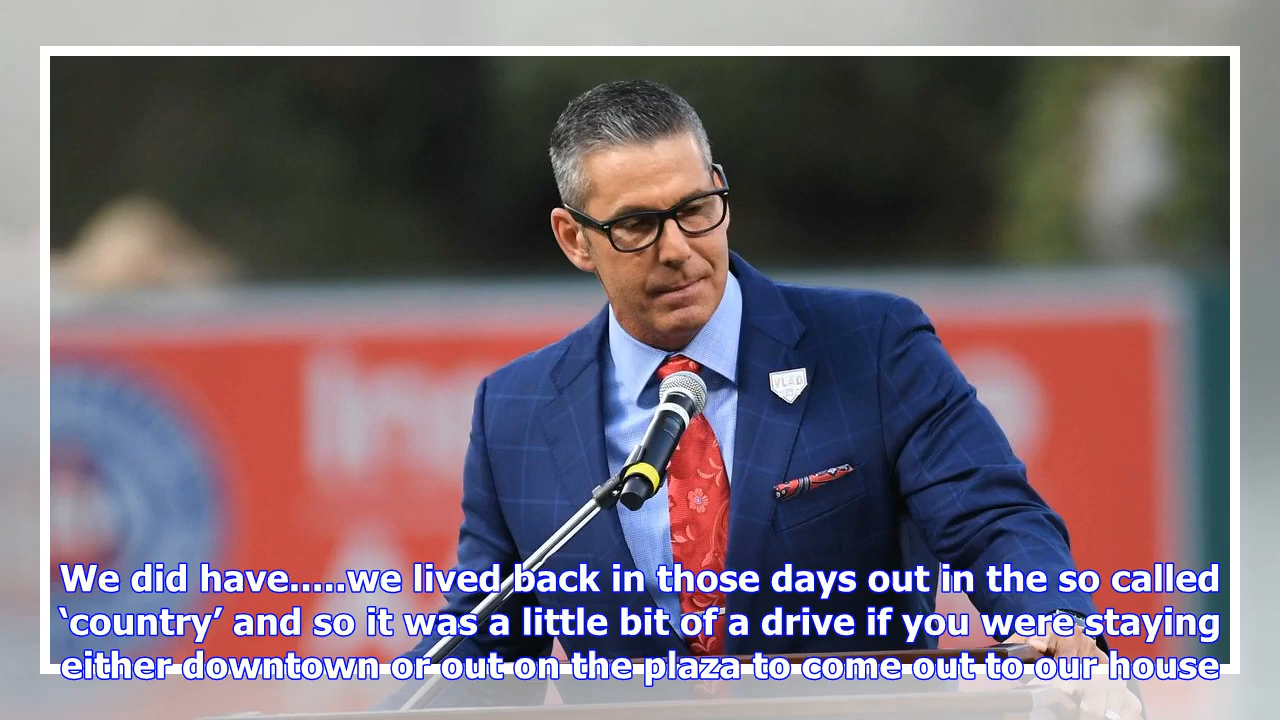 VLAD
We did have.....we lived back in those days out in the so called
‘country’ and so it was a little bit of a drive if you were staying
either downtown or out on the plaza to come out to our house